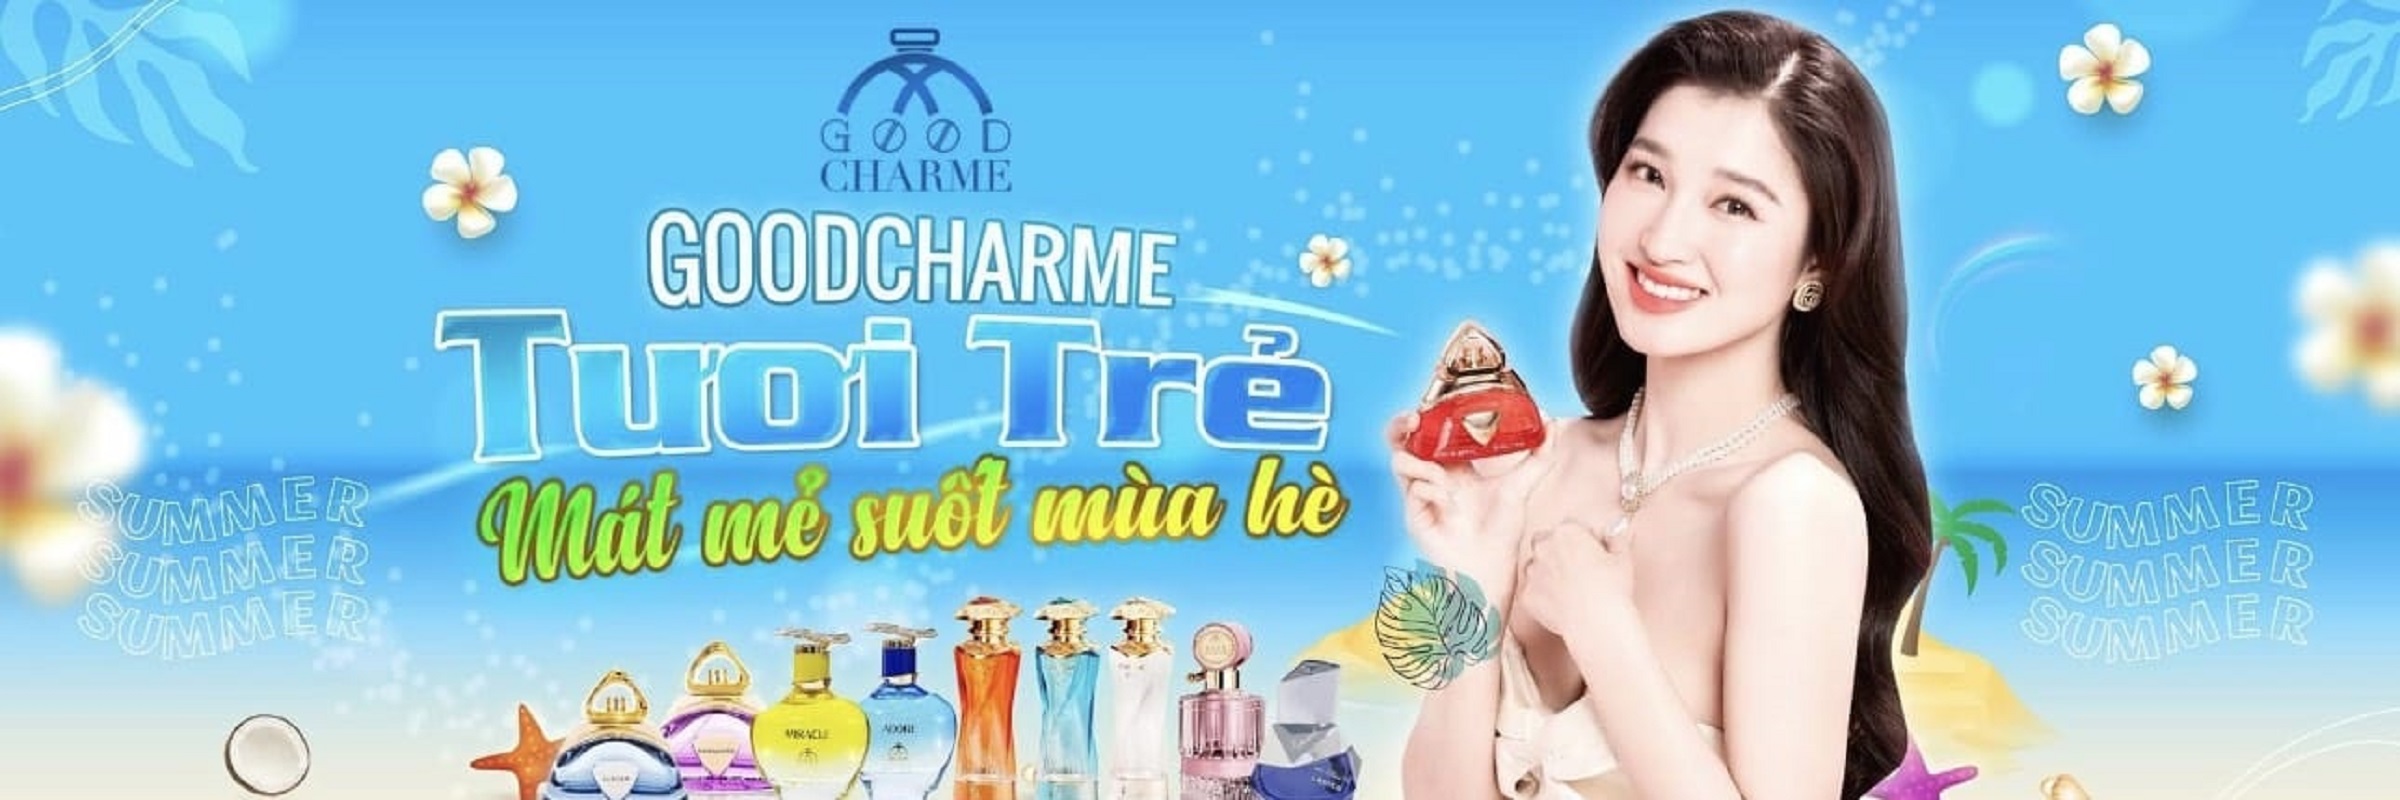 GOOD
CHARME
GOODCHARME
Tươi Trẻ
Mát mẻ suốt mùa hè
SUMMER
SUMMER
SUMMER
SUMMER
SUMMER
SUMMER
MIRACLE
ADORE